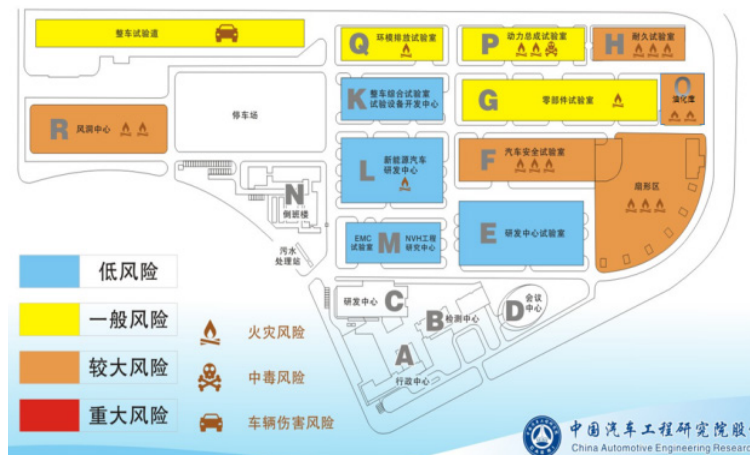 整车试验道
Q 环模排放试验室
P 动力总成试验室
H 耐久试验室
K 整车综合试验室
试验设备开发中心
停车场
G 零部件试验室
O 油化库
R 风洞中心
L 新能源汽车
研发中心
F 汽车安全试验室
扇形区
N
倒班楼
EMC
试验室
M
NVH工程
研究中心
E 研发中心试验室
污水
处理站
低风险
研发中心 C
B 检测中心
D 会议
中心
一般风险
火灾风险
A
行政中心
较大风险
中毒风险
重大风险
车辆伤害风险
中国汽车工程研究院股
China Automotive Engineering Resear